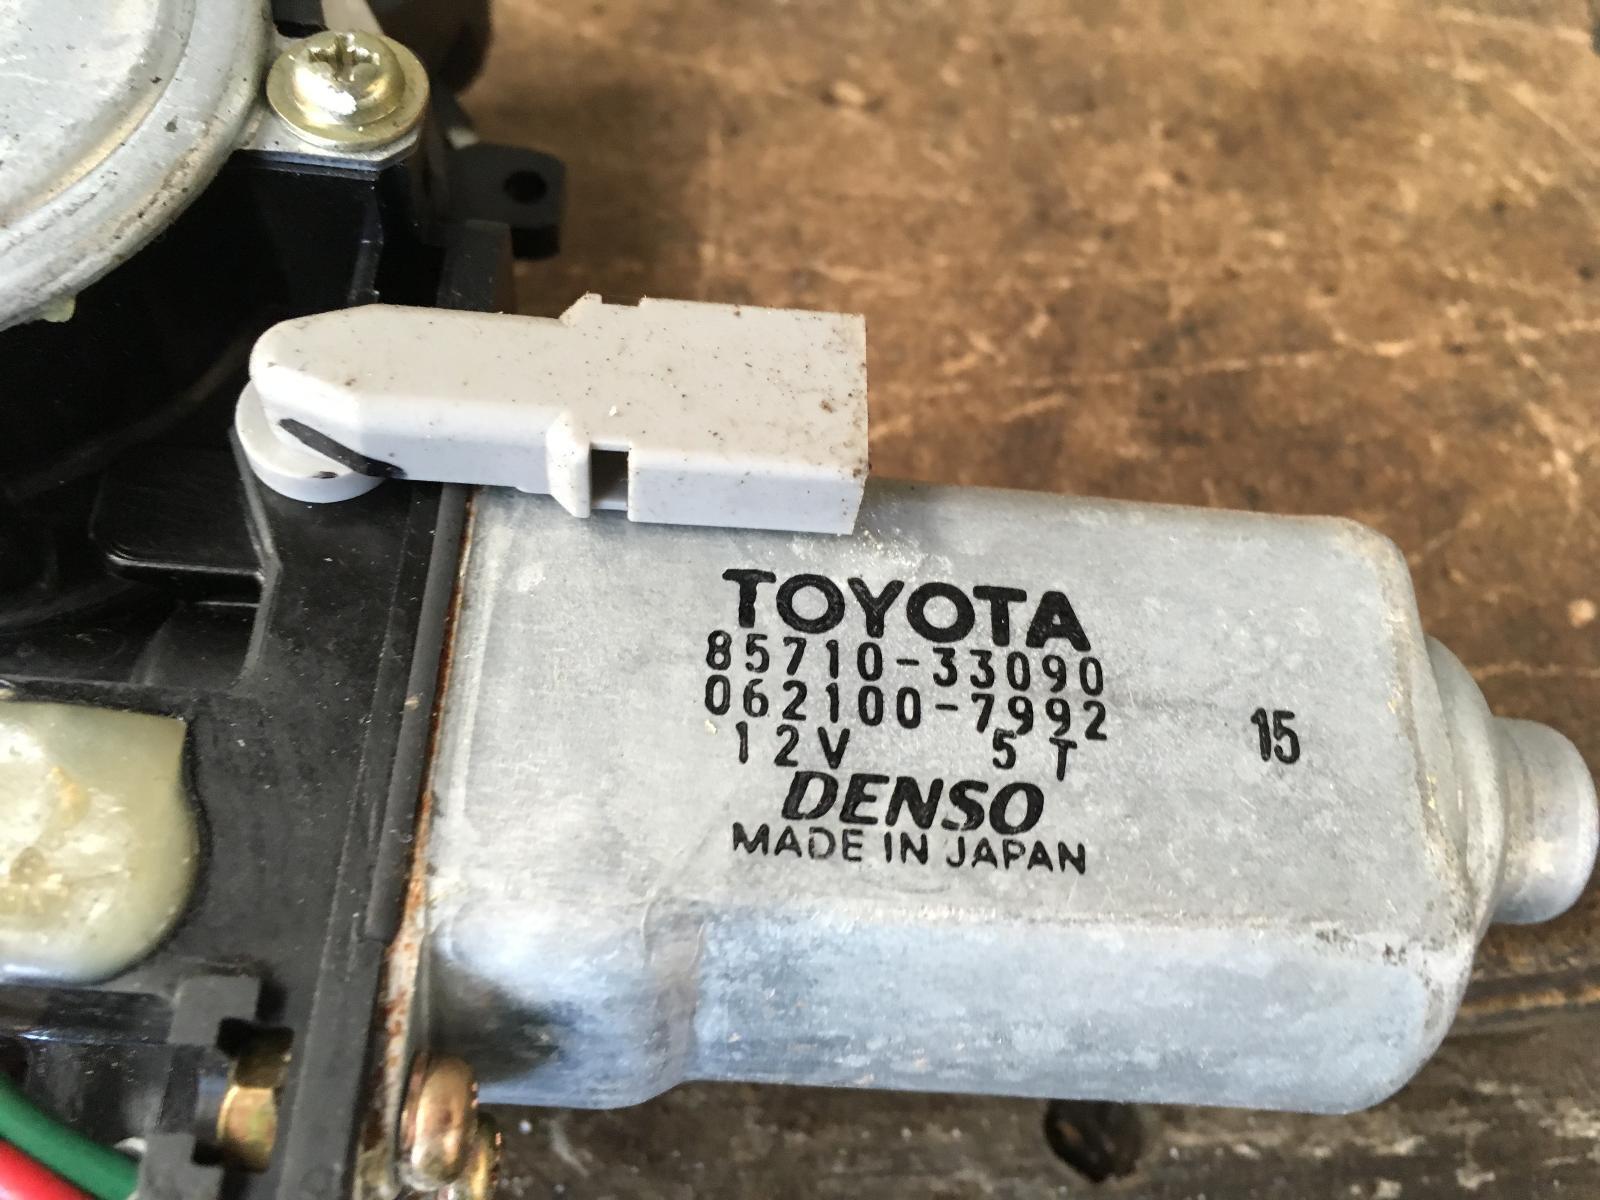 TOYOTA
85710-33090
062100-7992
12V 5T
15
DENSO
MADE IN JAPAN